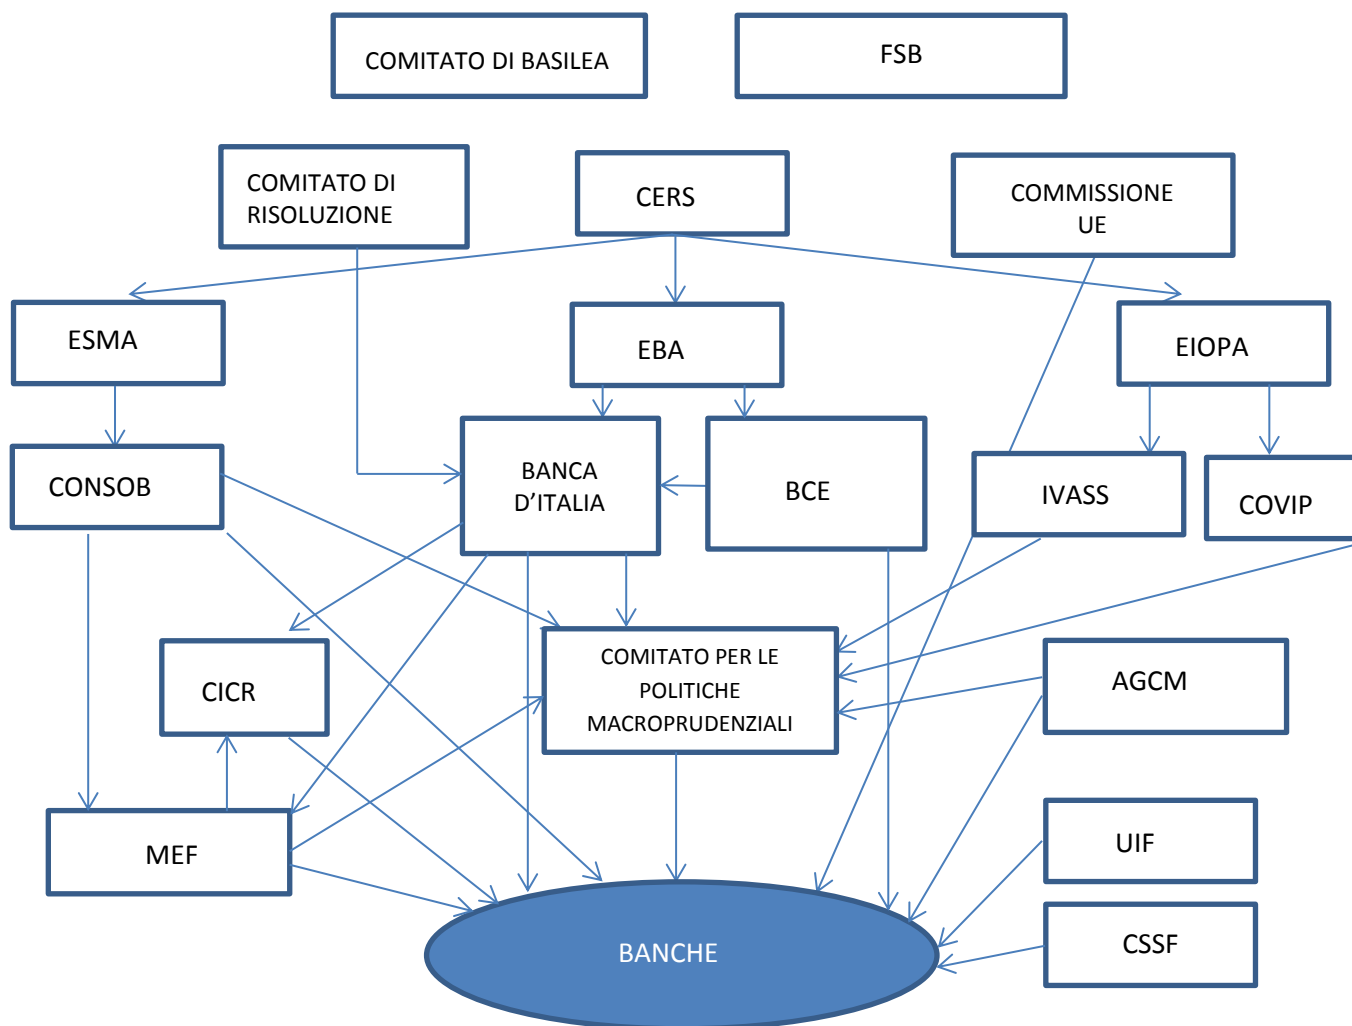 COMITATO DI BASILEA
FSB
COMITATO DI
RISOLUZIONE
CERS
COMMISSIONE
UE
ESMA
EBA
EIOPA
CONSOB
BANCA
D’ITALIA
BCE
IVASS
COVIP
CICR
COMITATO PER LE
POLITICHE
MACROPRUDENZIALI
AGCM
MEF
UIF
BANCHE
CSSF